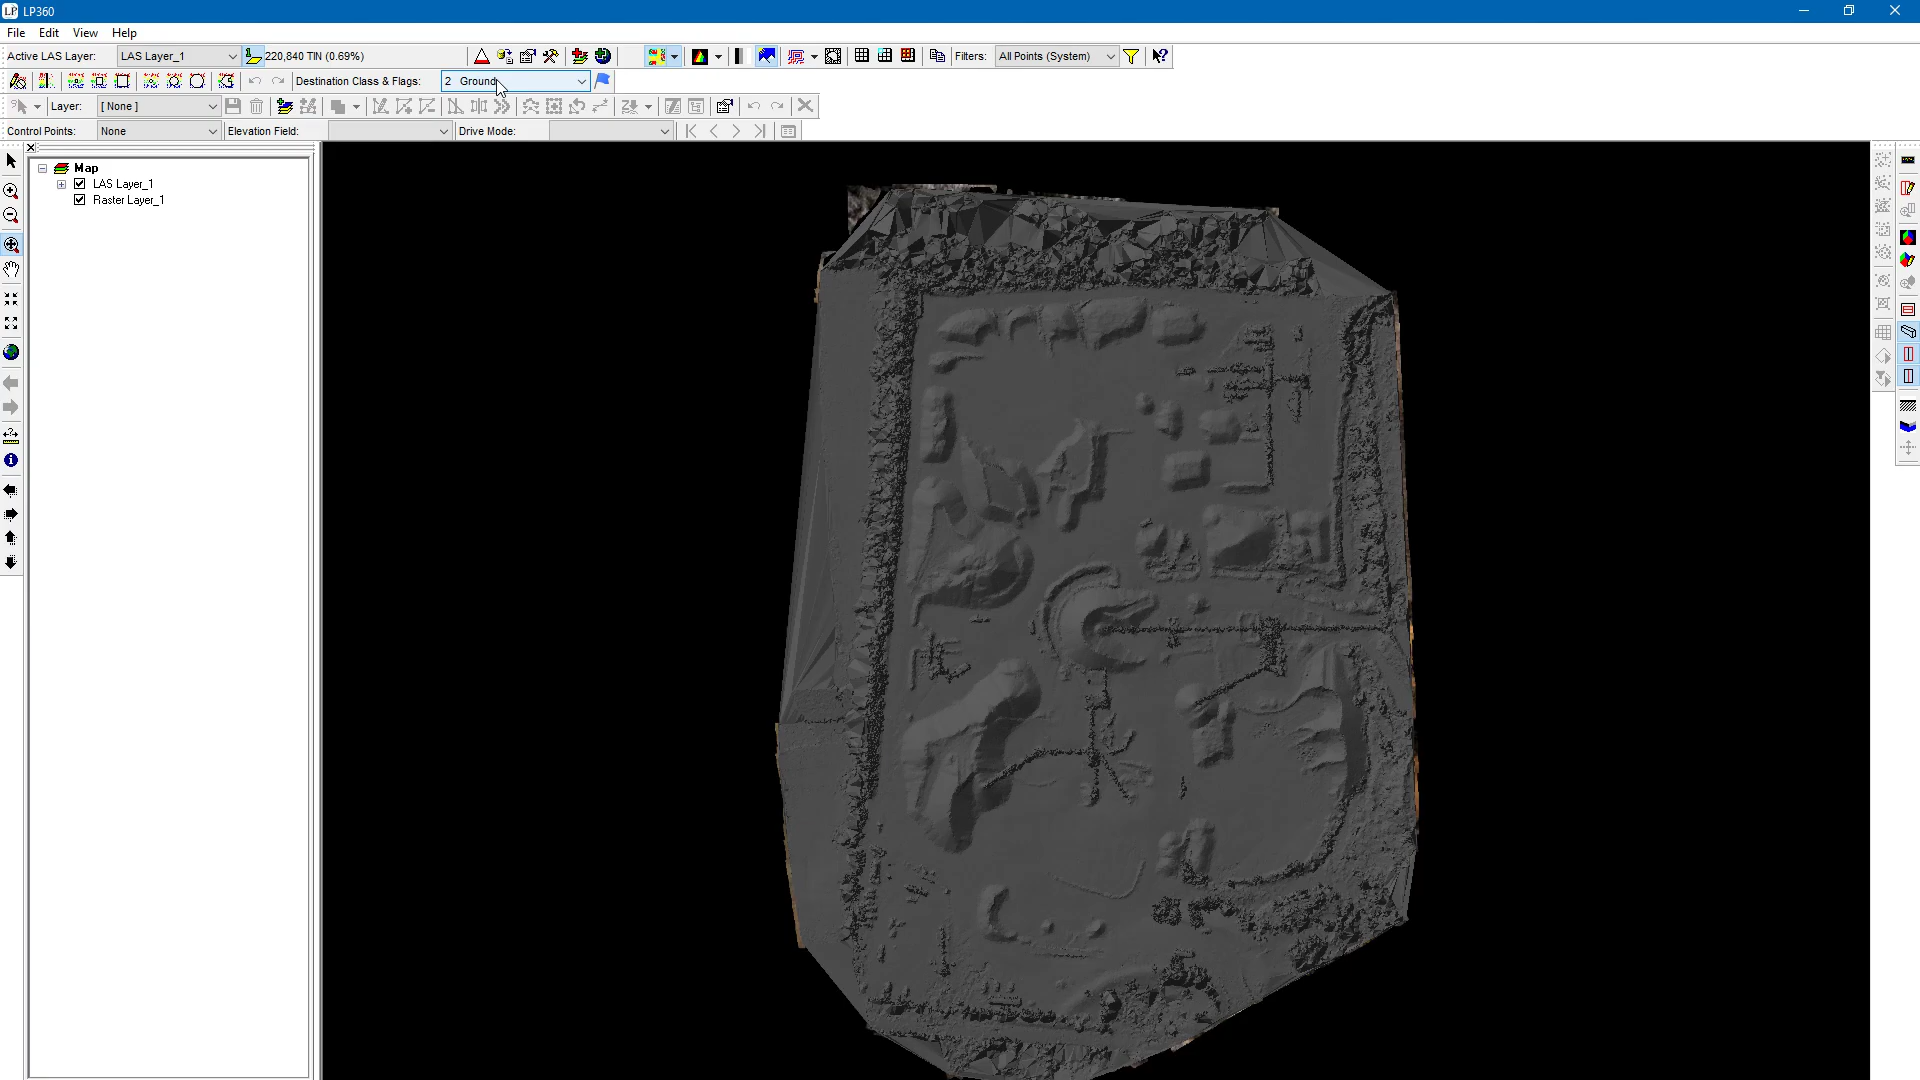 LP LP360
File Edit View Help
Active LAS Layer: LAS Layer_1 220,840 TIN (0.69%) Filters: All Points (System)
Destination Class & Flags: 2 Ground
Layer: [ None ]
Control Points: None Elevation Field: Drive Mode:
Map
LAS Layer_1
Raster Layer_1